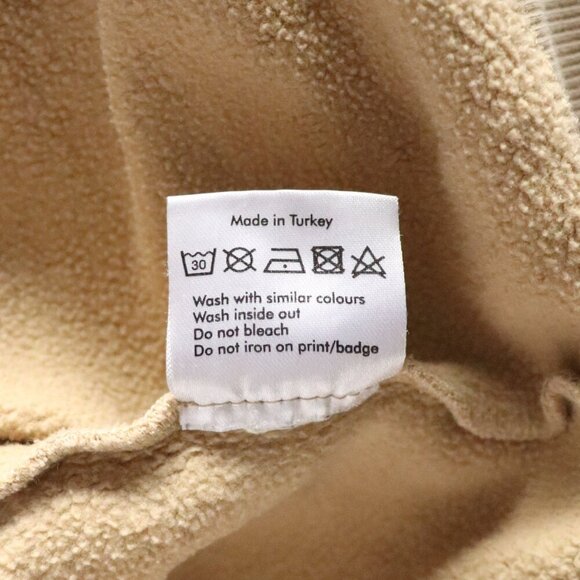 Made in Turkey
30
Wash with similar colours
Wash inside out
Do not bleach
Do not iron on print/badge